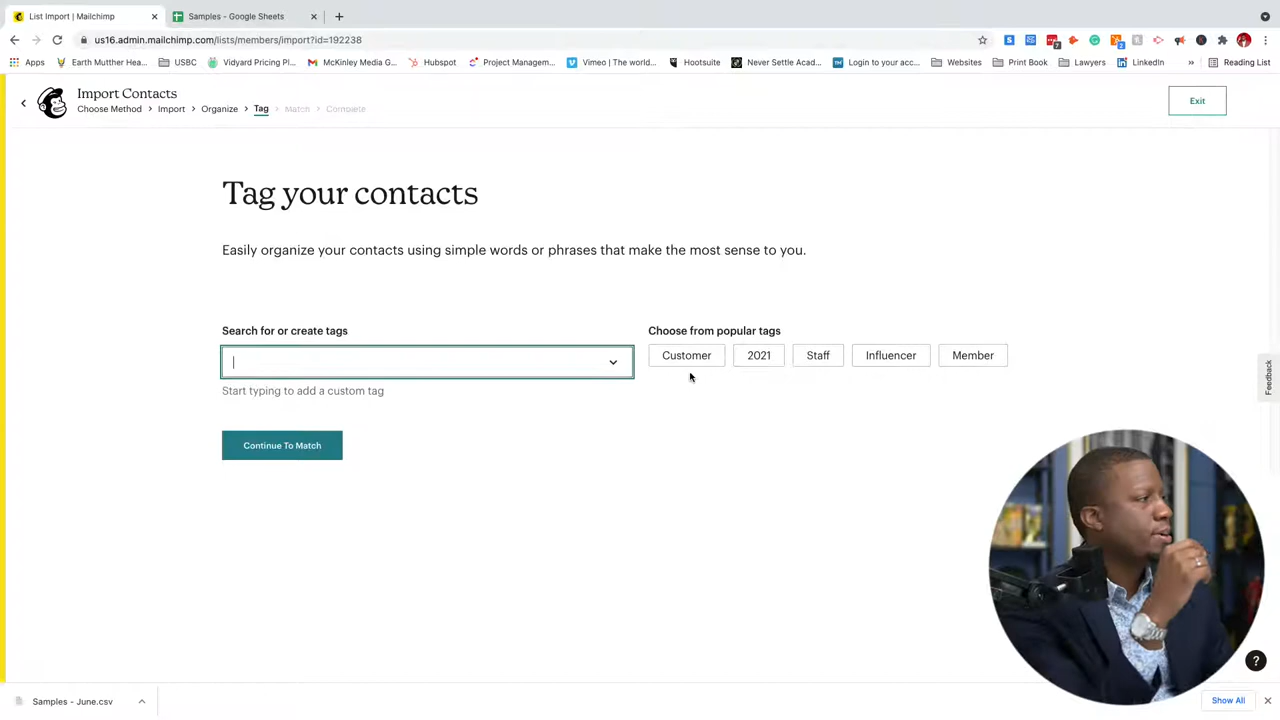 List Import | Mailchimp
Samples - Google Sheets
us16.admin.mailchimp.com/lists/members/import?id=192238
Apps
Earth Mutther Hea...
USBC
Vidyard Pricing Pl...
McKinley Media G...
Hubspot
Project Managem...
Vimeo | The world...
Hootsuite
Never Settle Acad...
Login to your acc...
Websites
Print Book
Lawyers
LinkedIn
»
Reading List
Import Contacts
Choose Method > Import > Organize > Tag > Match > Complete
Exit
Tag your contacts
Easily organize your contacts using simple words or phrases that make the most sense to you.
Search for or create tags
Choose from popular tags
Customer
2021
Staff
Influencer
Member
Start typing to add a custom tag
Continue To Match
Feedback
?
Samples - June.csv
Show All